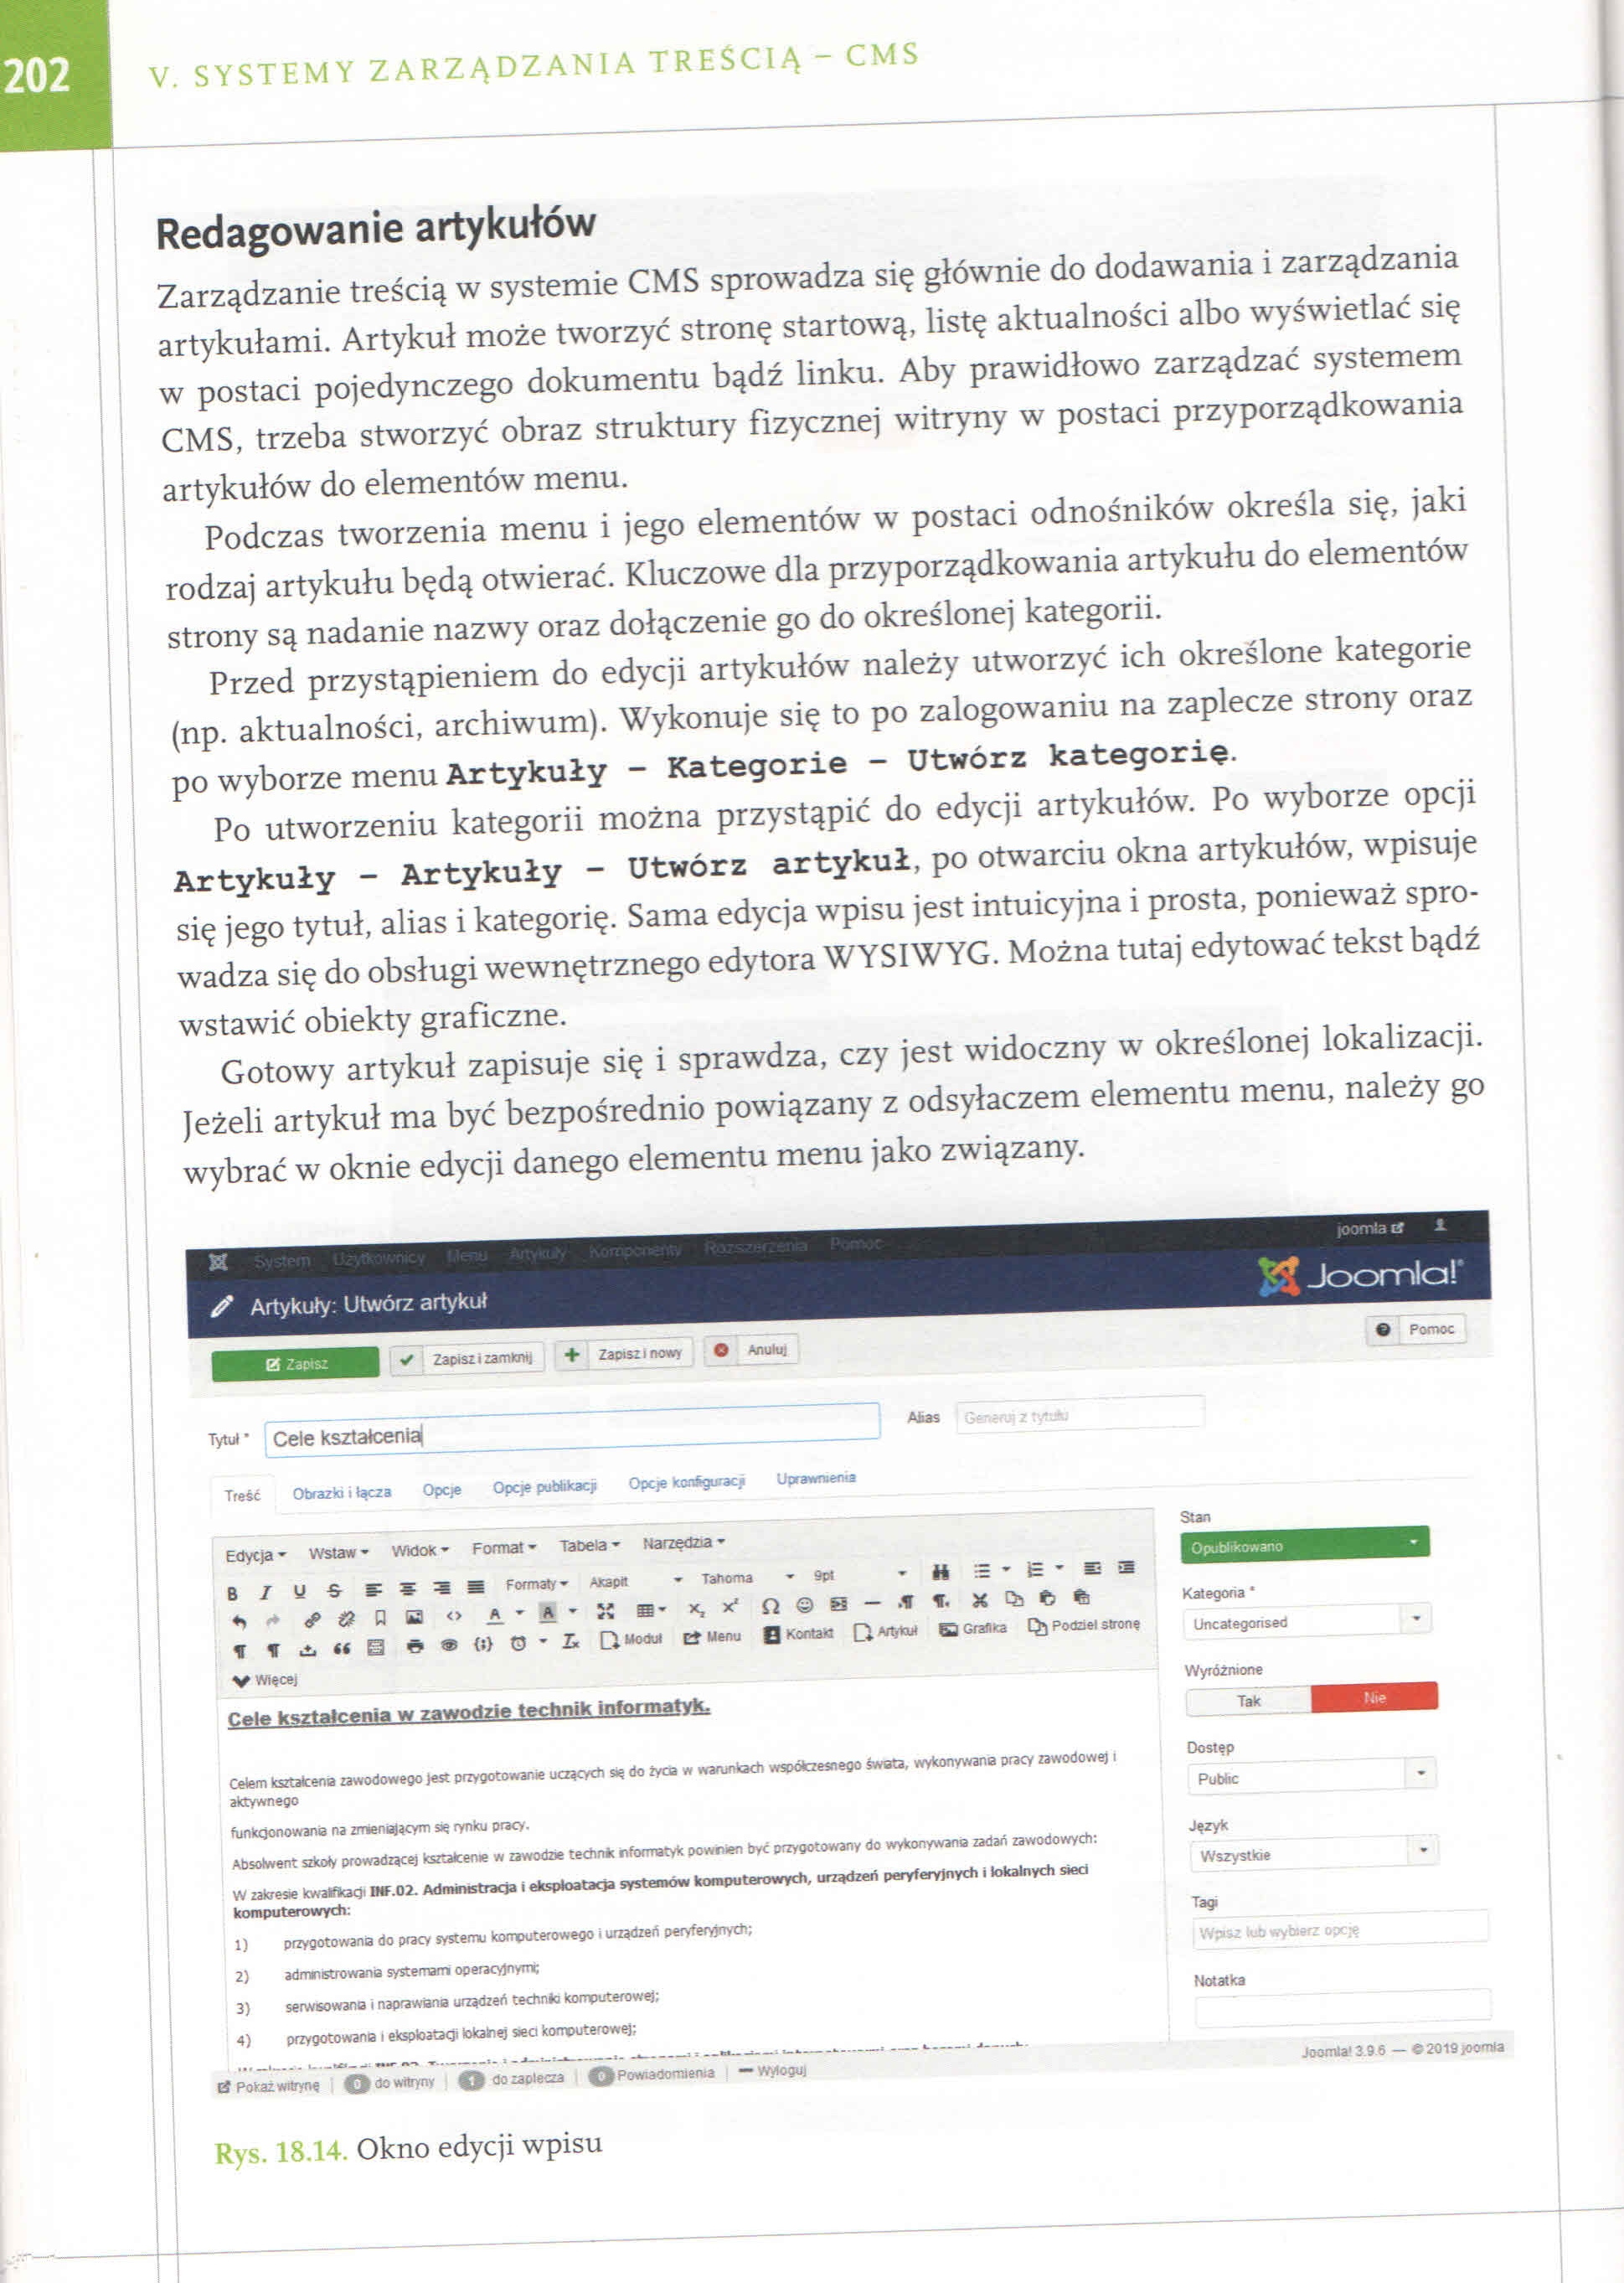 202
V. SYSTEMY ZARZĄDZANIA TREŚCIĄ – CMS
Redagowanie artykułów
Zarządzanie treścią w systemie CMS sprowadza się głównie do dodawania i zarządzania
artykułami. Artykuł może tworzyć stronę startową, listę aktualności albo wyświetlać się
w postaci pojedynczego dokumentu bądź linku. Aby prawidłowo zarządzać systemem
CMS, trzeba stworzyć obraz struktury fizycznej witryny w postaci przyporządkowania
artykułów do elementów menu.
Podczas tworzenia menu i jego elementów w postaci odnośników określa się, jaki
rodzaj artykułu będą otwierać. Kluczowe dla przyporządkowania artykułu do elementów
strony są nadanie nazwy oraz dołączenie go do określonej kategorii.
Przed przystąpieniem do edycji artykułów należy utworzyć ich określone kategorie
(np. aktualności, archiwum). Wykonuje się to po zalogowaniu na zaplecze strony oraz
po wyborze menu Artykuły – Kategorie – Utwórz kategorię.
Po utworzeniu kategorii można przystąpić do edycji artykułów. Po wyborze opcji
Artykuły – Artykuły – Utwórz artykuł, po otwarciu okna artykułów, wpisuje
się jego tytuł, alias i kategorię. Sama edycja wpisu jest intuicyjna i prosta, ponieważ spro-
wadza się do obsługi wewnętrznego edytora WYSIWYG. Można tutaj edytować tekst bądź
wstawić obiekty graficzne.
Gotowy artykuł zapisuje się i sprawdza, czy jest widoczny w określonej lokalizacji.
Jeżeli artykuł ma być bezpośrednio powiązany z odsyłaczem elementu menu, należy go
wybrać w oknie edycji danego elementu menu jako związany.
System Użytkownicy Menu Artykuły Komponenty Rozszerzenia Pomoc joomla
Artykuły: Utwórz artykuł Joomla!
Zapisz Zapisz i zamknij Zapisz i nowy Anuluj Pomoc
Tytuł * Cele kształcenia Alias Generuj z tytułu
Treść Obrazki i łącza Opcje Opcje publikacji Opcje konfiguracji Uprawnienia
Edycja Wstaw Widok Format Tabela Narzędzia
B I U S Formaty Akapit Tahoma 9pt
Moduł Menu Kontakt Artykuł Grafika Podziel stronę
Więcej
Cele kształcenia w zawodzie technik informatyk.
Celem kształcenia zawodowego jest przygotowanie uczących się do życia w warunkach współczesnego świata, wykonywania pracy zawodowej i
aktywnego
funkcjonowania na zmieniającym się rynku pracy.
Absolwent szkoły prowadzącej kształcenie w zawodzie technik informatyk powinien być przygotowany do wykonywania zadań zawodowych:
W zakresie kwalifikacji INF.02. Administracja i eksploatacja systemów komputerowych, urządzeń peryferyjnych i lokalnych sieci
komputerowych:
1) przygotowania do pracy systemu komputerowego i urządzeń peryferyjnych;
2) administrowania systemami operacyjnymi;
3) serwisowania i naprawiania urządzeń techniki komputerowej;
4) przygotowania i eksploatacji lokalnej sieci komputerowej;
Stan
Opublikowano
Kategoria *
Uncategorised
Wyróżnione
Tak Nie
Dostęp
Public
Język
Wszystkie
Tagi
Wpisz lub wybierz opcję
Notatka
Pokaż witrynę 0 do witryny 1 do zaplecza 0 Powiadomienia Wyloguj
Joomla! 3.9.6 — © 2019 joomla
Rys. 18.14. Okno edycji wpisu